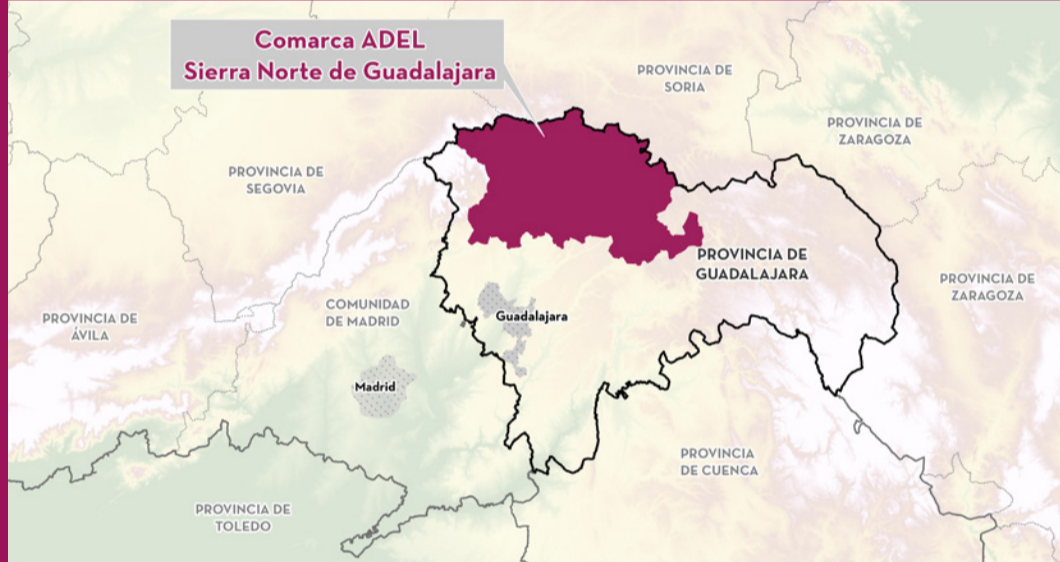 Comarca ADEL
Sierra Norte de Guadalajara
PROVINCIA DE
SORIA
PROVINCIA DE
ZARAGOZA
PROVINCIA DE
SEGOVIA
PROVINCIA DE
GUADALAJARA
PROVINCIA DE
ZARAGOZA
COMUNIDAD
DE MADRID
Guadalajara
PROVINCIA DE
ÁVILA
Madrid
PROVINCIA
DE CUENCA
PROVINCIA DE
TOLEDO